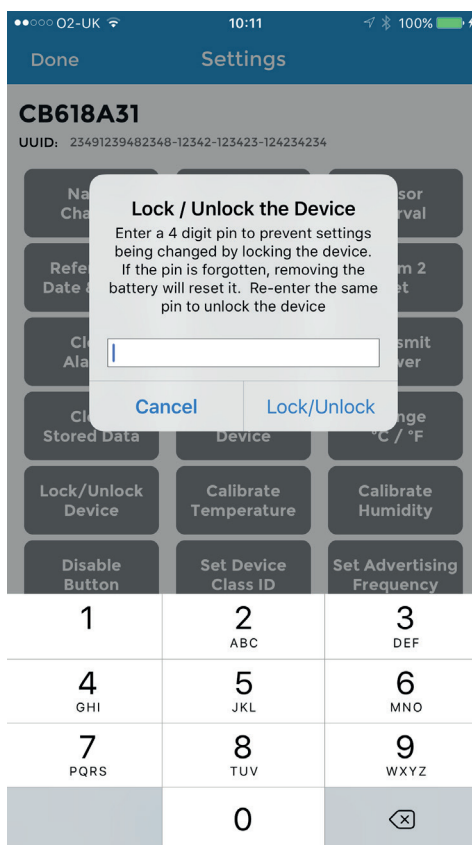 O2-UK 10:11 100%
Done Settings
CB618A31
UUID: 23491239482348-12342-123423-124234234
Lock / Unlock the Device
Enter a 4 digit pin to prevent settings
being changed by locking the device.
If the pin is forgotten, removing the
battery will reset it. Re-enter the same
pin to unlock the device
Cancel Lock/Unlock
Stored Data Device °C / °F
Lock/Unlock Calibrate Calibrate
Device Temperature Humidity
Disable Set Device Set Advertising
Button Class ID Frequency
1 2 3
ABC DEF
4 5 6
GHI JKL MNO
7 8 9
PQRS TUV WXYZ
0